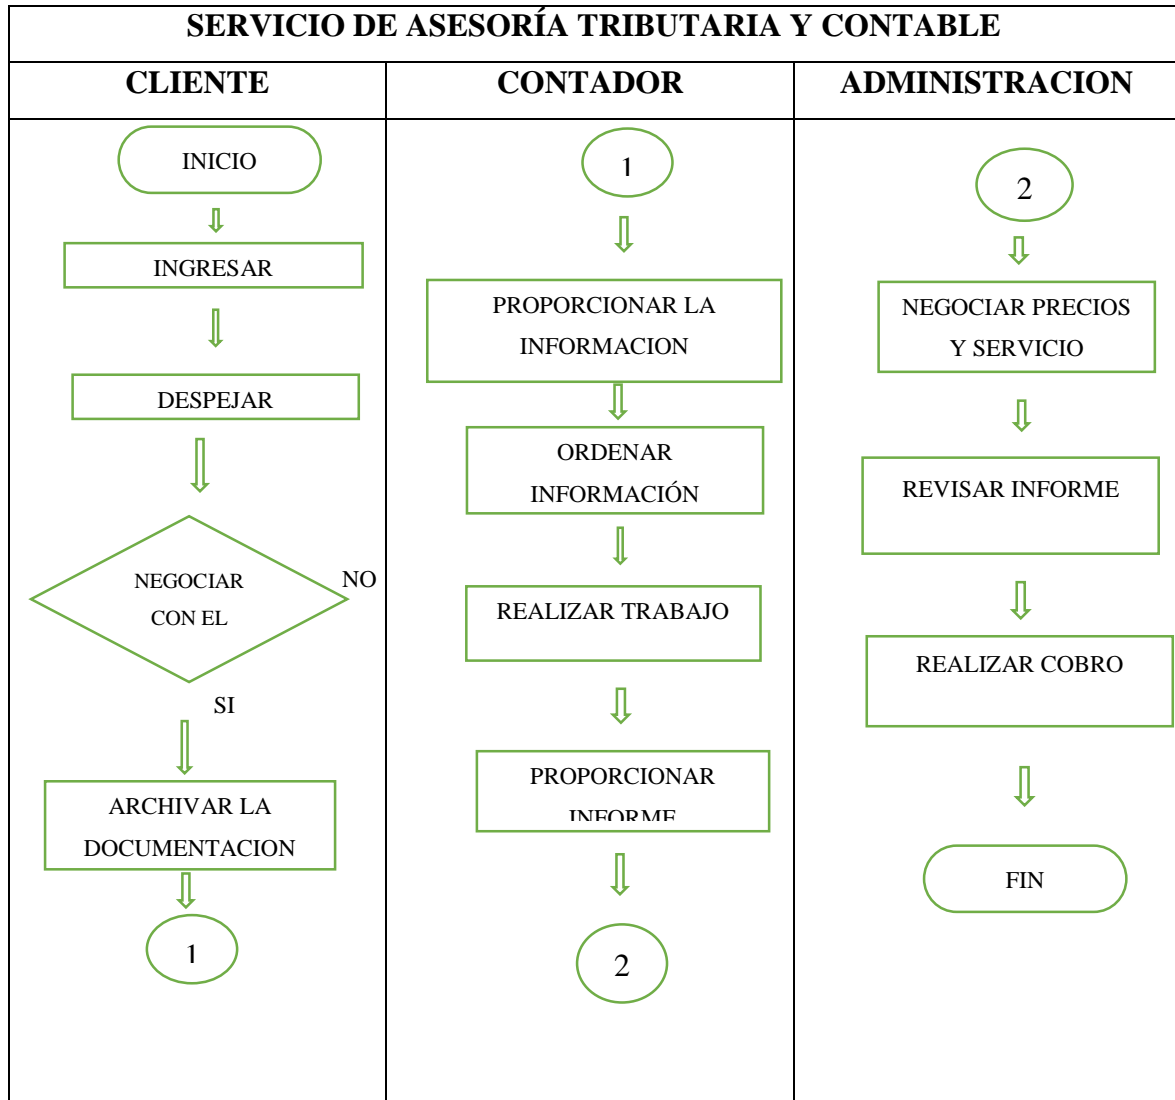 SERVICIO DE ASESORÍA TRIBUTARIA Y CONTABLE
CLIENTE
CONTADOR
ADMINISTRACION
INICIO
INGRESAR
DESPEJAR
NEGOCIAR
CON EL
NO
SI
ARCHIVAR LA
DOCUMENTACION
1
1
PROPORCIONAR LA
INFORMACION
ORDENAR
INFORMACIÓN
REALIZAR TRABAJO
PROPORCIONAR
INFORME
2
2
NEGOCIAR PRECIOS
Y SERVICIO
REVISAR INFORME
REALIZAR COBRO
FIN